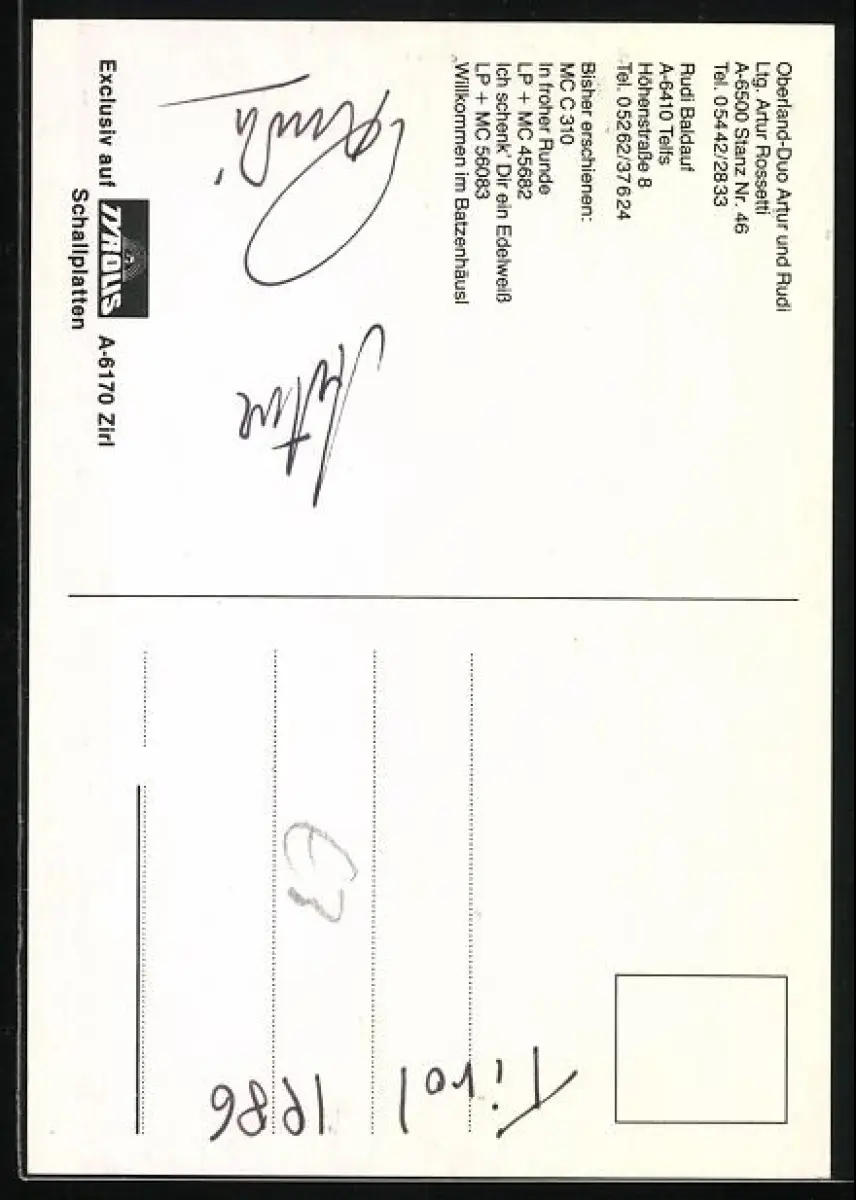 Oberland-Duo Artur und Rudi
Ltg. Artur Rossetti
A-6500 Stanz Nr. 46
Tel. 05442/2833
Rudi Baldauf
A-6410 Telfs
Höhenstraße 8
Tel. 05262/37624
Bisher erschienen:
MC C 310
In froher Runde
LP + MC 45682
Ich schenk' Dir ein Edelweiß
LP + MC 56083
Willkommen im Batzenhäusl
Rudi
Artur
Exclusiv auf TYROLIS A-6170 Zirl
Schallplatten
E3
Tirol
1986